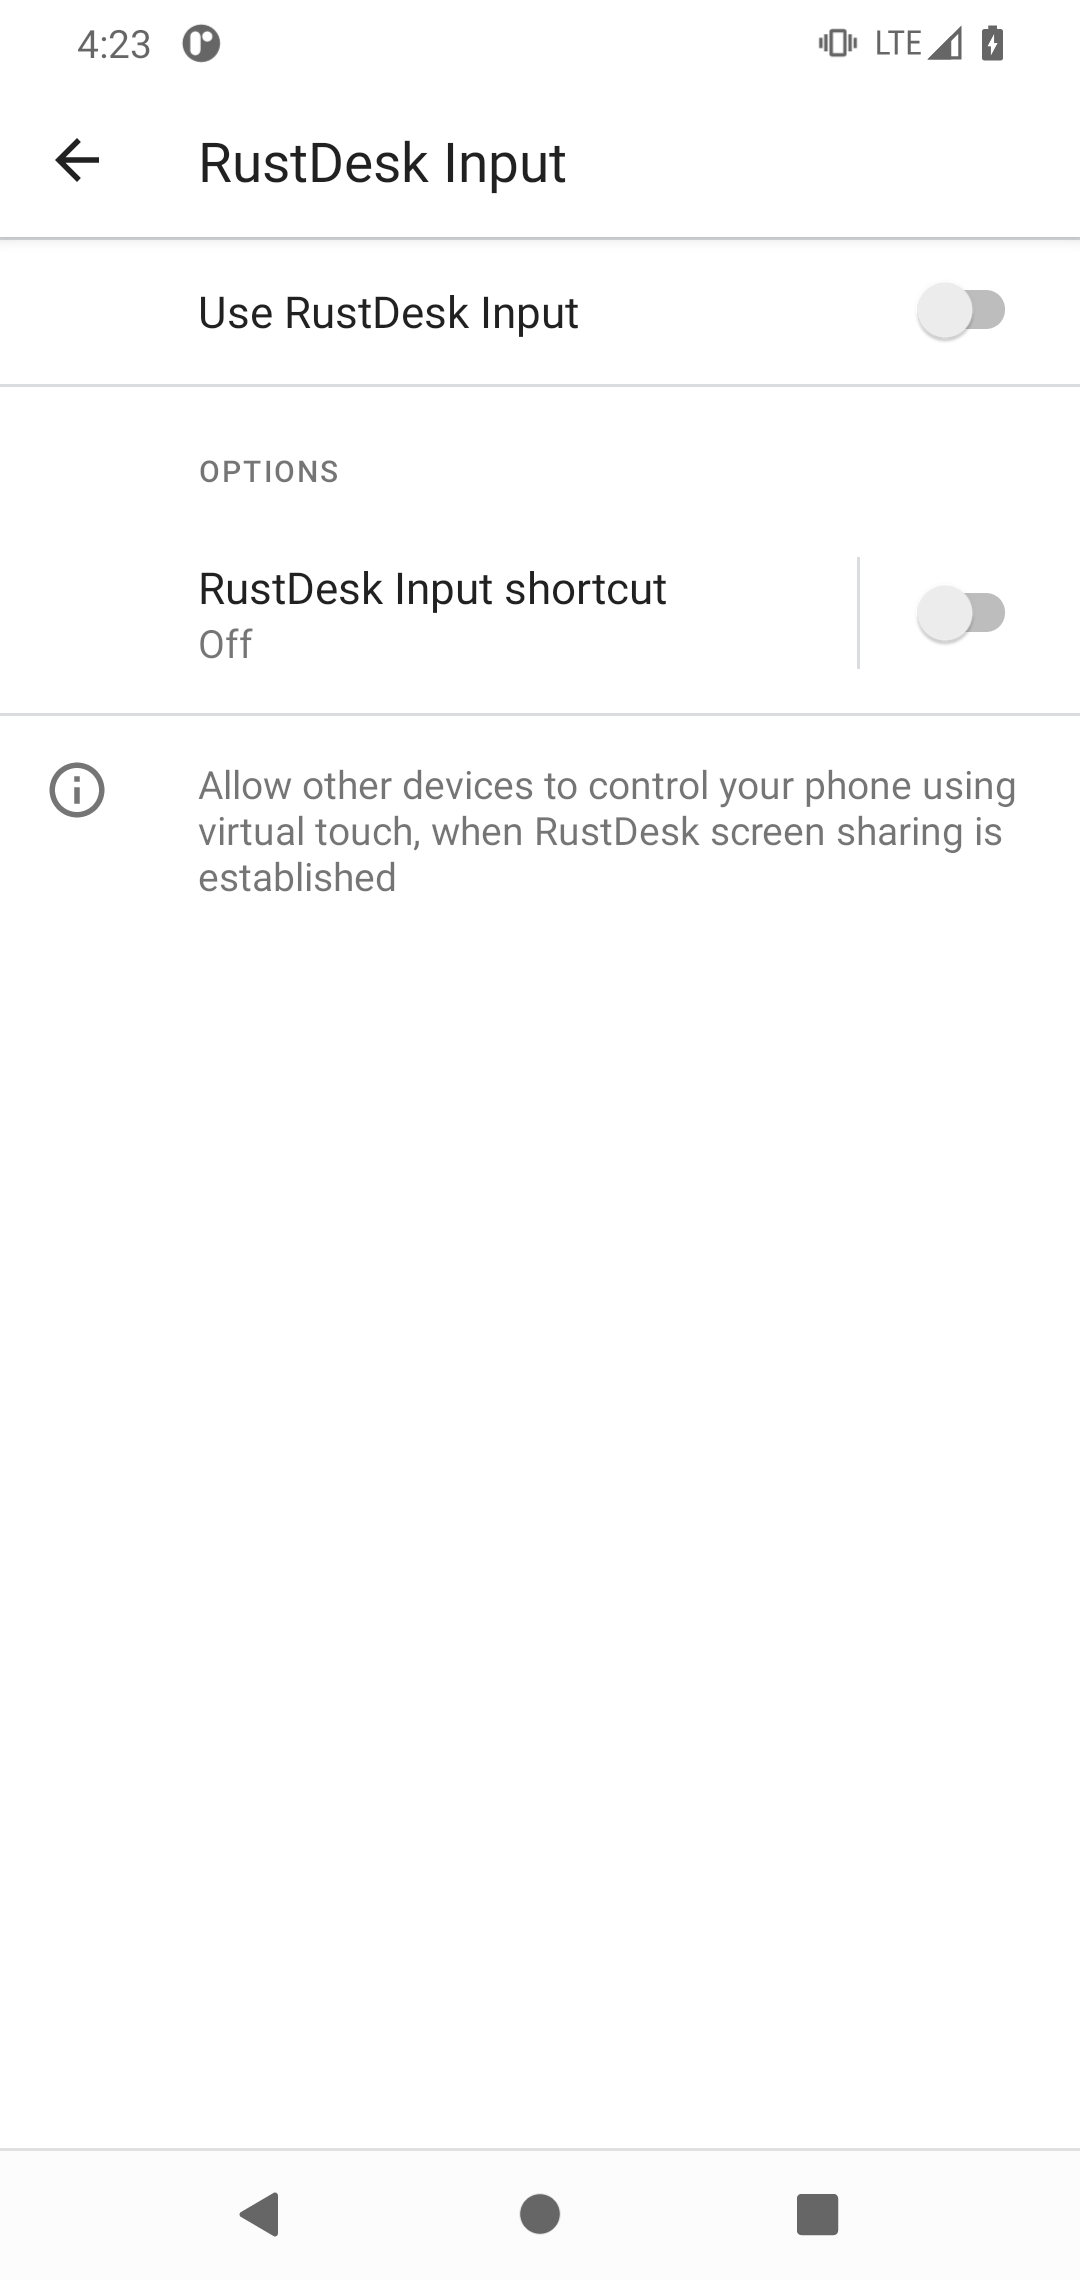 4:23 LTE
RustDesk Input
Use RustDesk Input
OPTIONS
RustDesk Input shortcut
Off
Allow other devices to control your phone using
virtual touch, when RustDesk screen sharing is
established